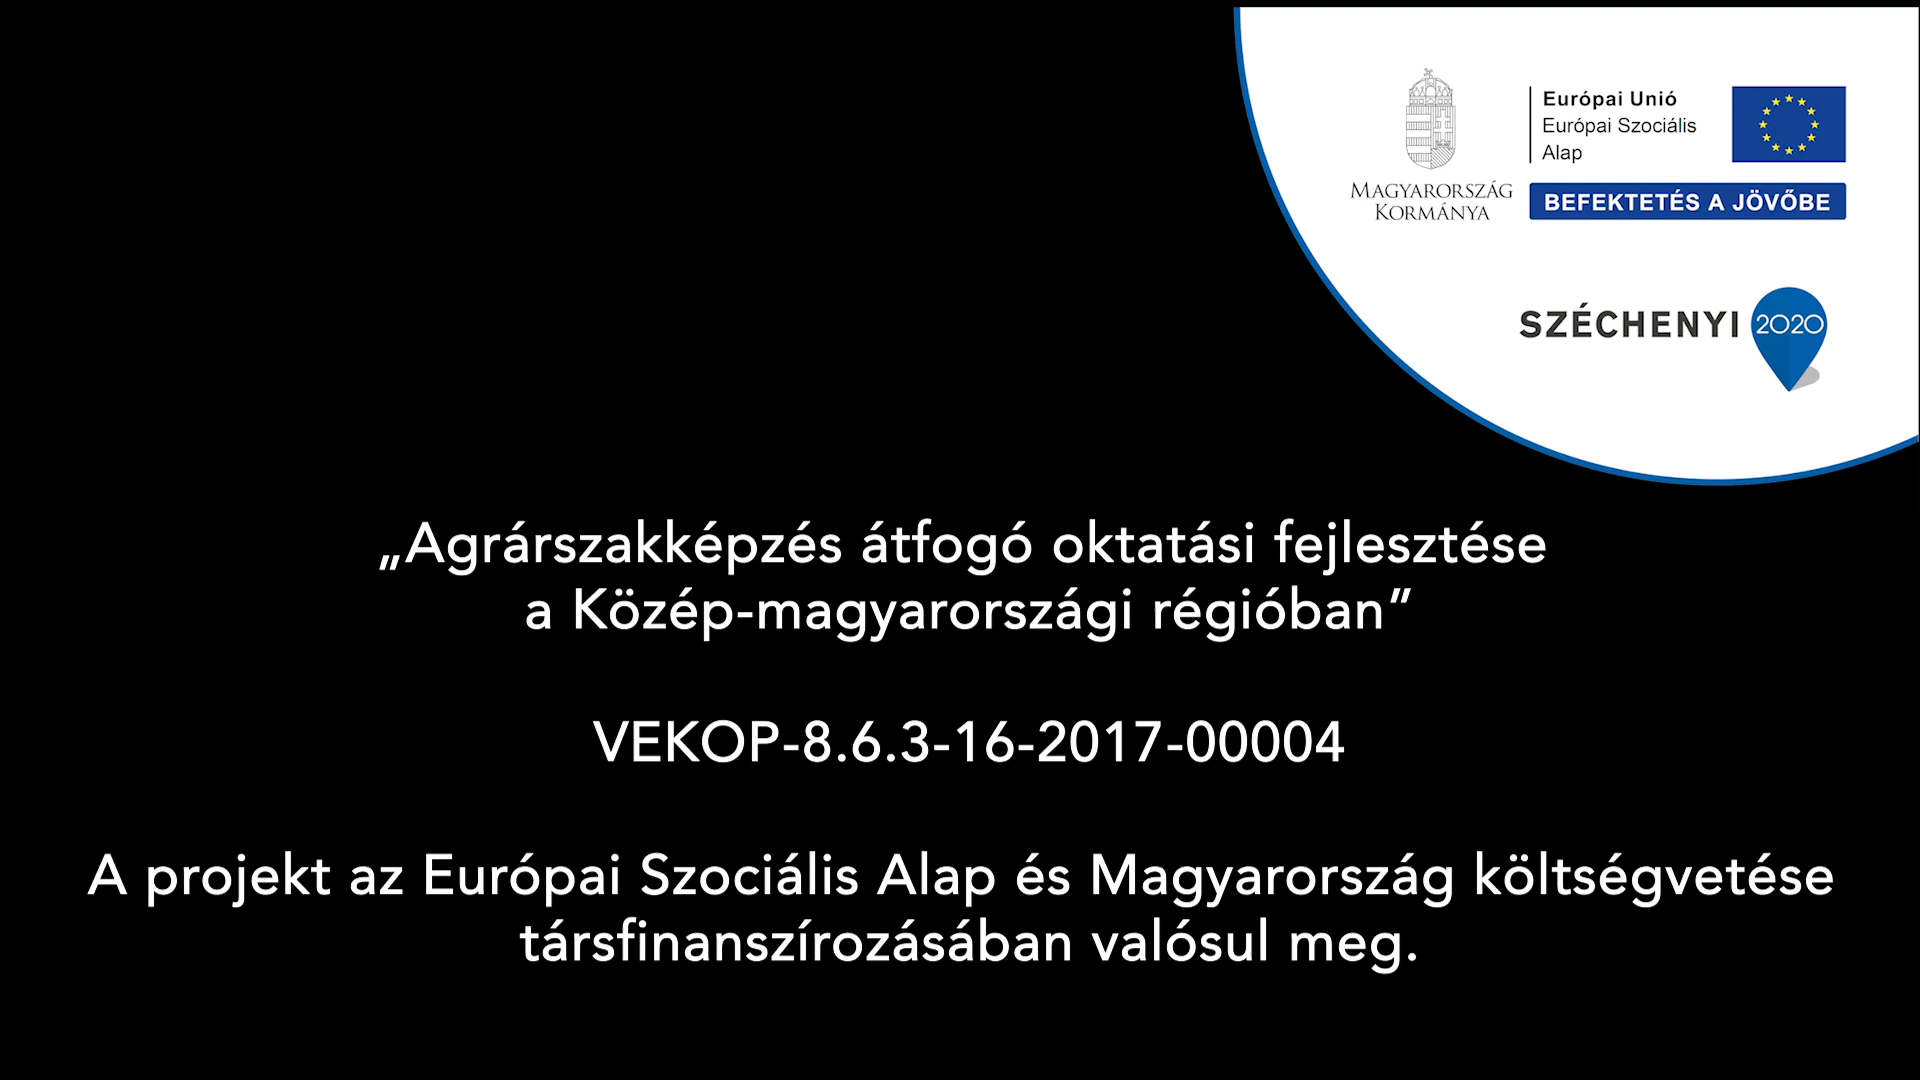 Európai Unió
Európai Szociális
Alap
MAGYARORSZÁG
KORMÁNYA
BEFEKTETÉS A JÖVŐBE
SZÉCHENYI 2020
„Agrárszakképzés átfogó oktatási fejlesztése
a Közép-magyarországi régióban”
VEKOP-8.6.3-16-2017-00004
A projekt az Európai Szociális Alap és Magyarország költségvetése
társfinanszírozásában valósul meg.